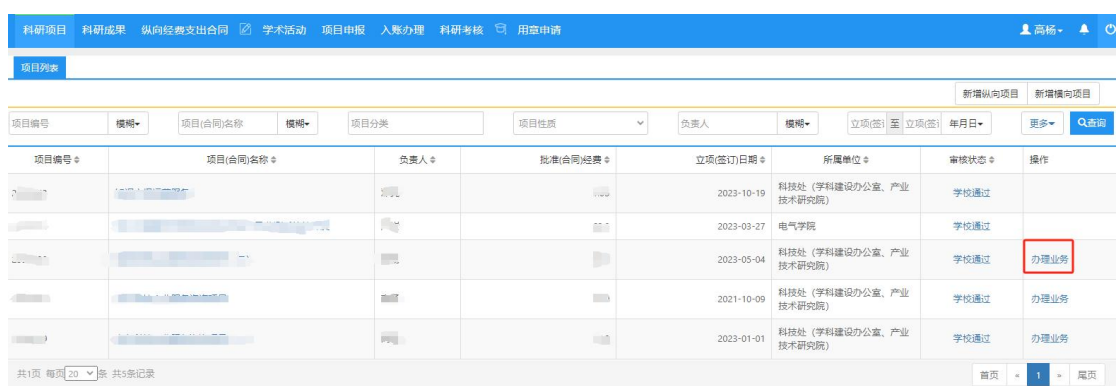 科研项目 科研成果 纵向经费支出合同 学术活动 项目申报 入账办理 科研考核 用章申请 高杨
项目列表
新增纵向项目 新增横向项目
项目编号 模糊 项目(合同)名称 模糊 项目分类 项目性质 负责人 模糊 立项(签订 至 立项(签订 年月日 更多 查询
项目编号 项目(合同)名称 负责人 批准(合同)经费 立项(签订)日期 所属单位 审核状态 操作
2023-10-19 科技处（学科建设办公室、产业技术研究院） 学校通过
2023-03-27 电气学院 学校通过
2023-05-04 科技处（学科建设办公室、产业技术研究院） 学校通过 办理业务
2021-10-09 科技处（学科建设办公室、产业技术研究院） 学校通过 办理业务
2023-01-01 科技处（学科建设办公室、产业技术研究院） 学校通过 办理业务
共1页 每页 20 条 共5条记录 首页 « 1 » 尾页